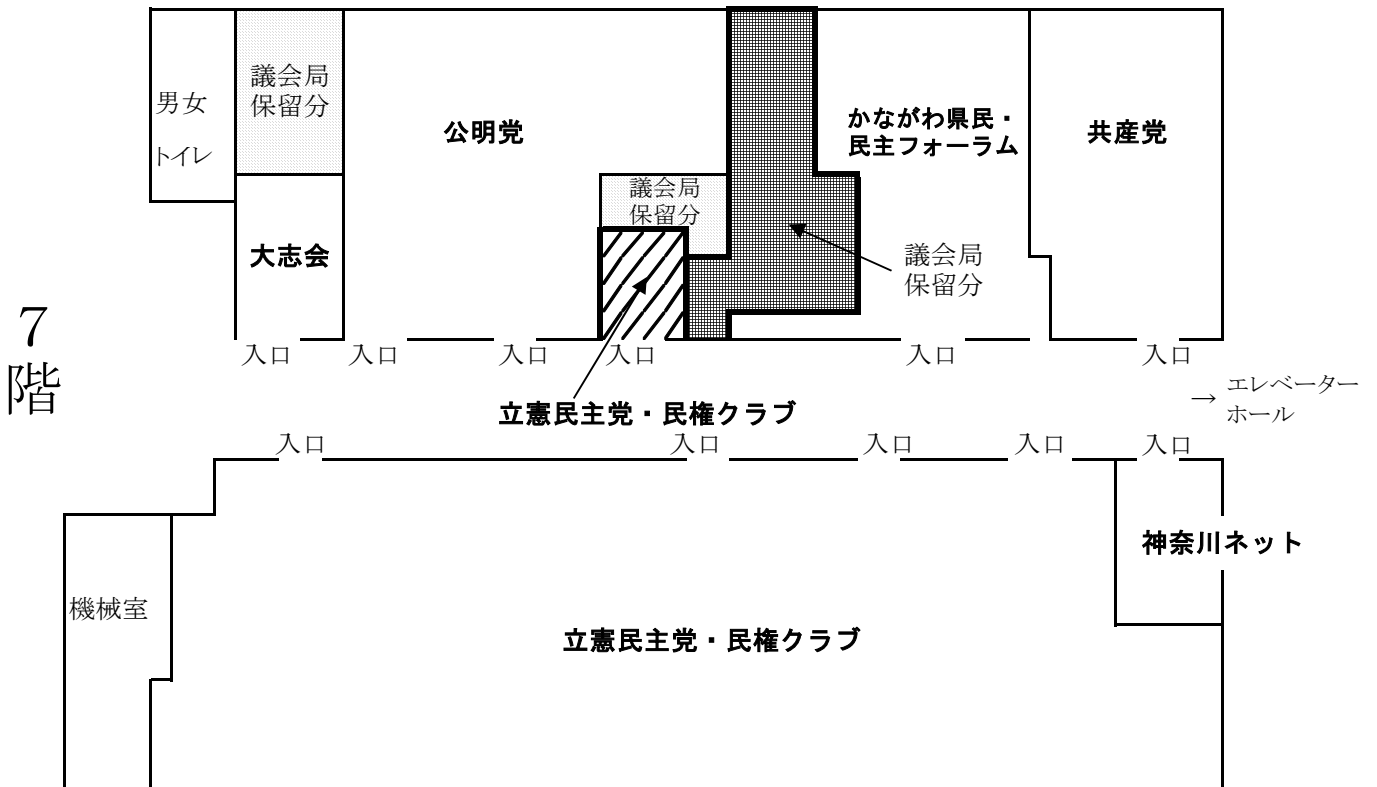 男女
トイレ
議会局
保留分
公明党
かながわ県民・
民主フォーラム
共産党
議会局
保留分
大志会
議会局
保留分
7
階
入口
入口
入口
入口
入口
入口
立憲民主党・民権クラブ
→ エレベーター
ホール
入口
入口
入口
入口
入口
神奈川ネット
機械室
立憲民主党・民権クラブ